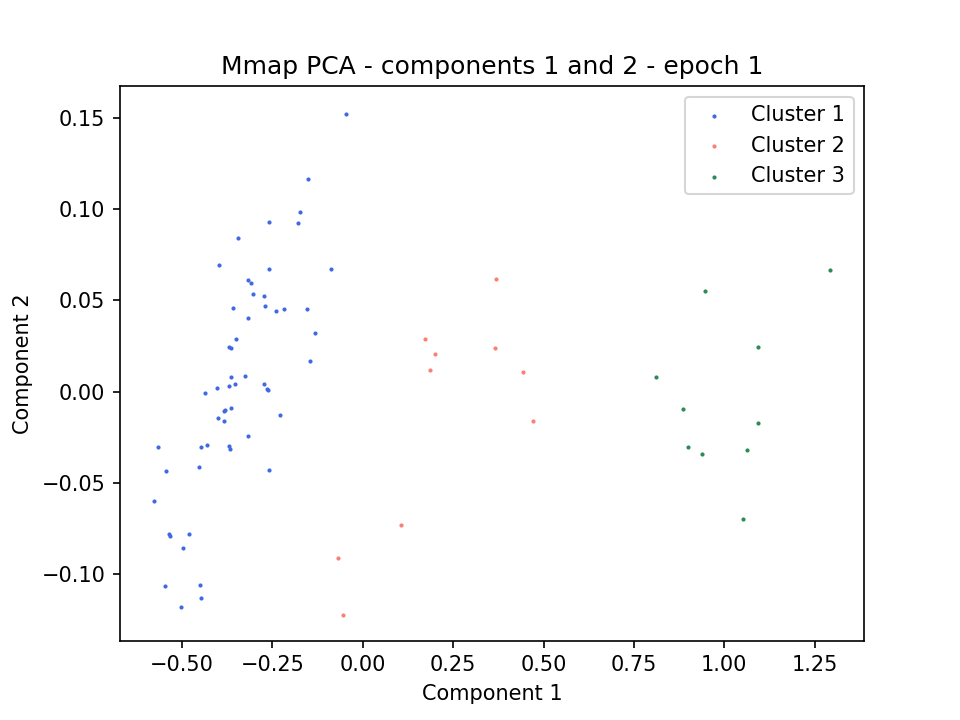 Mmap PCA - components 1 and 2 - epoch 1
Cluster 1
Cluster 2
Cluster 3
0.15
0.10
0.05
0.00
−0.05
−0.10
Component 2
−0.50
−0.25
0.00
0.25
0.50
0.75
1.00
1.25
Component 1